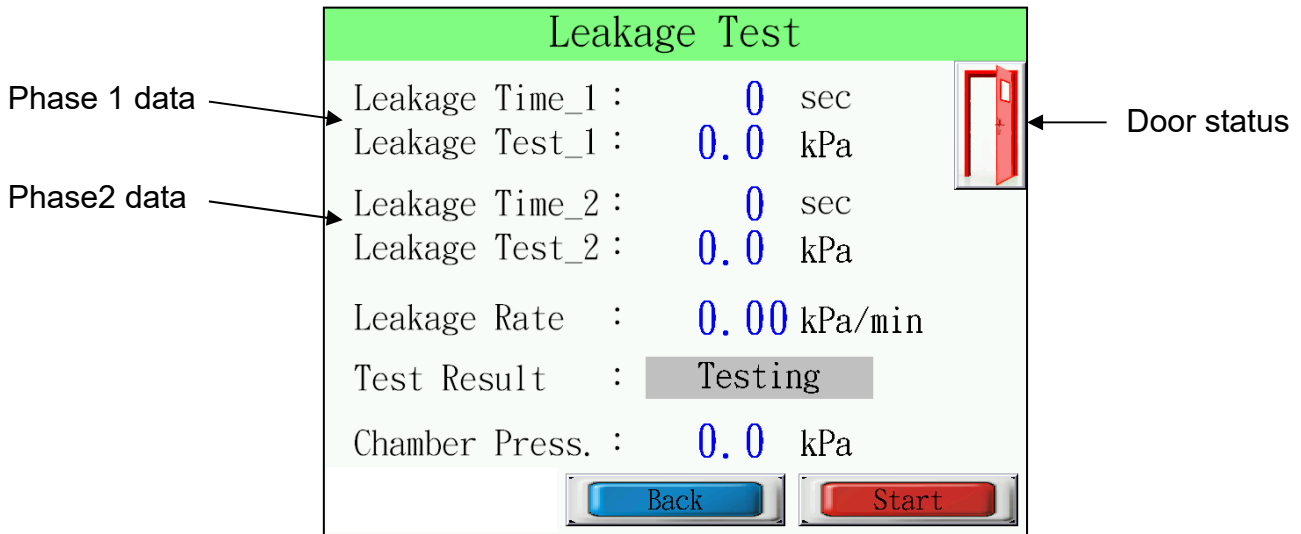 Leakage Test
Phase 1 data
Leakage Time_1 : 0 sec
Leakage Test_1 : 0.0 kPa
Door status
Phase2 data
Leakage Time_2 : 0 sec
Leakage Test_2 : 0.0 kPa
Leakage Rate : 0.00 kPa/min
Test Result : Testing
Chamber Press. : 0.0 kPa
Back
Start